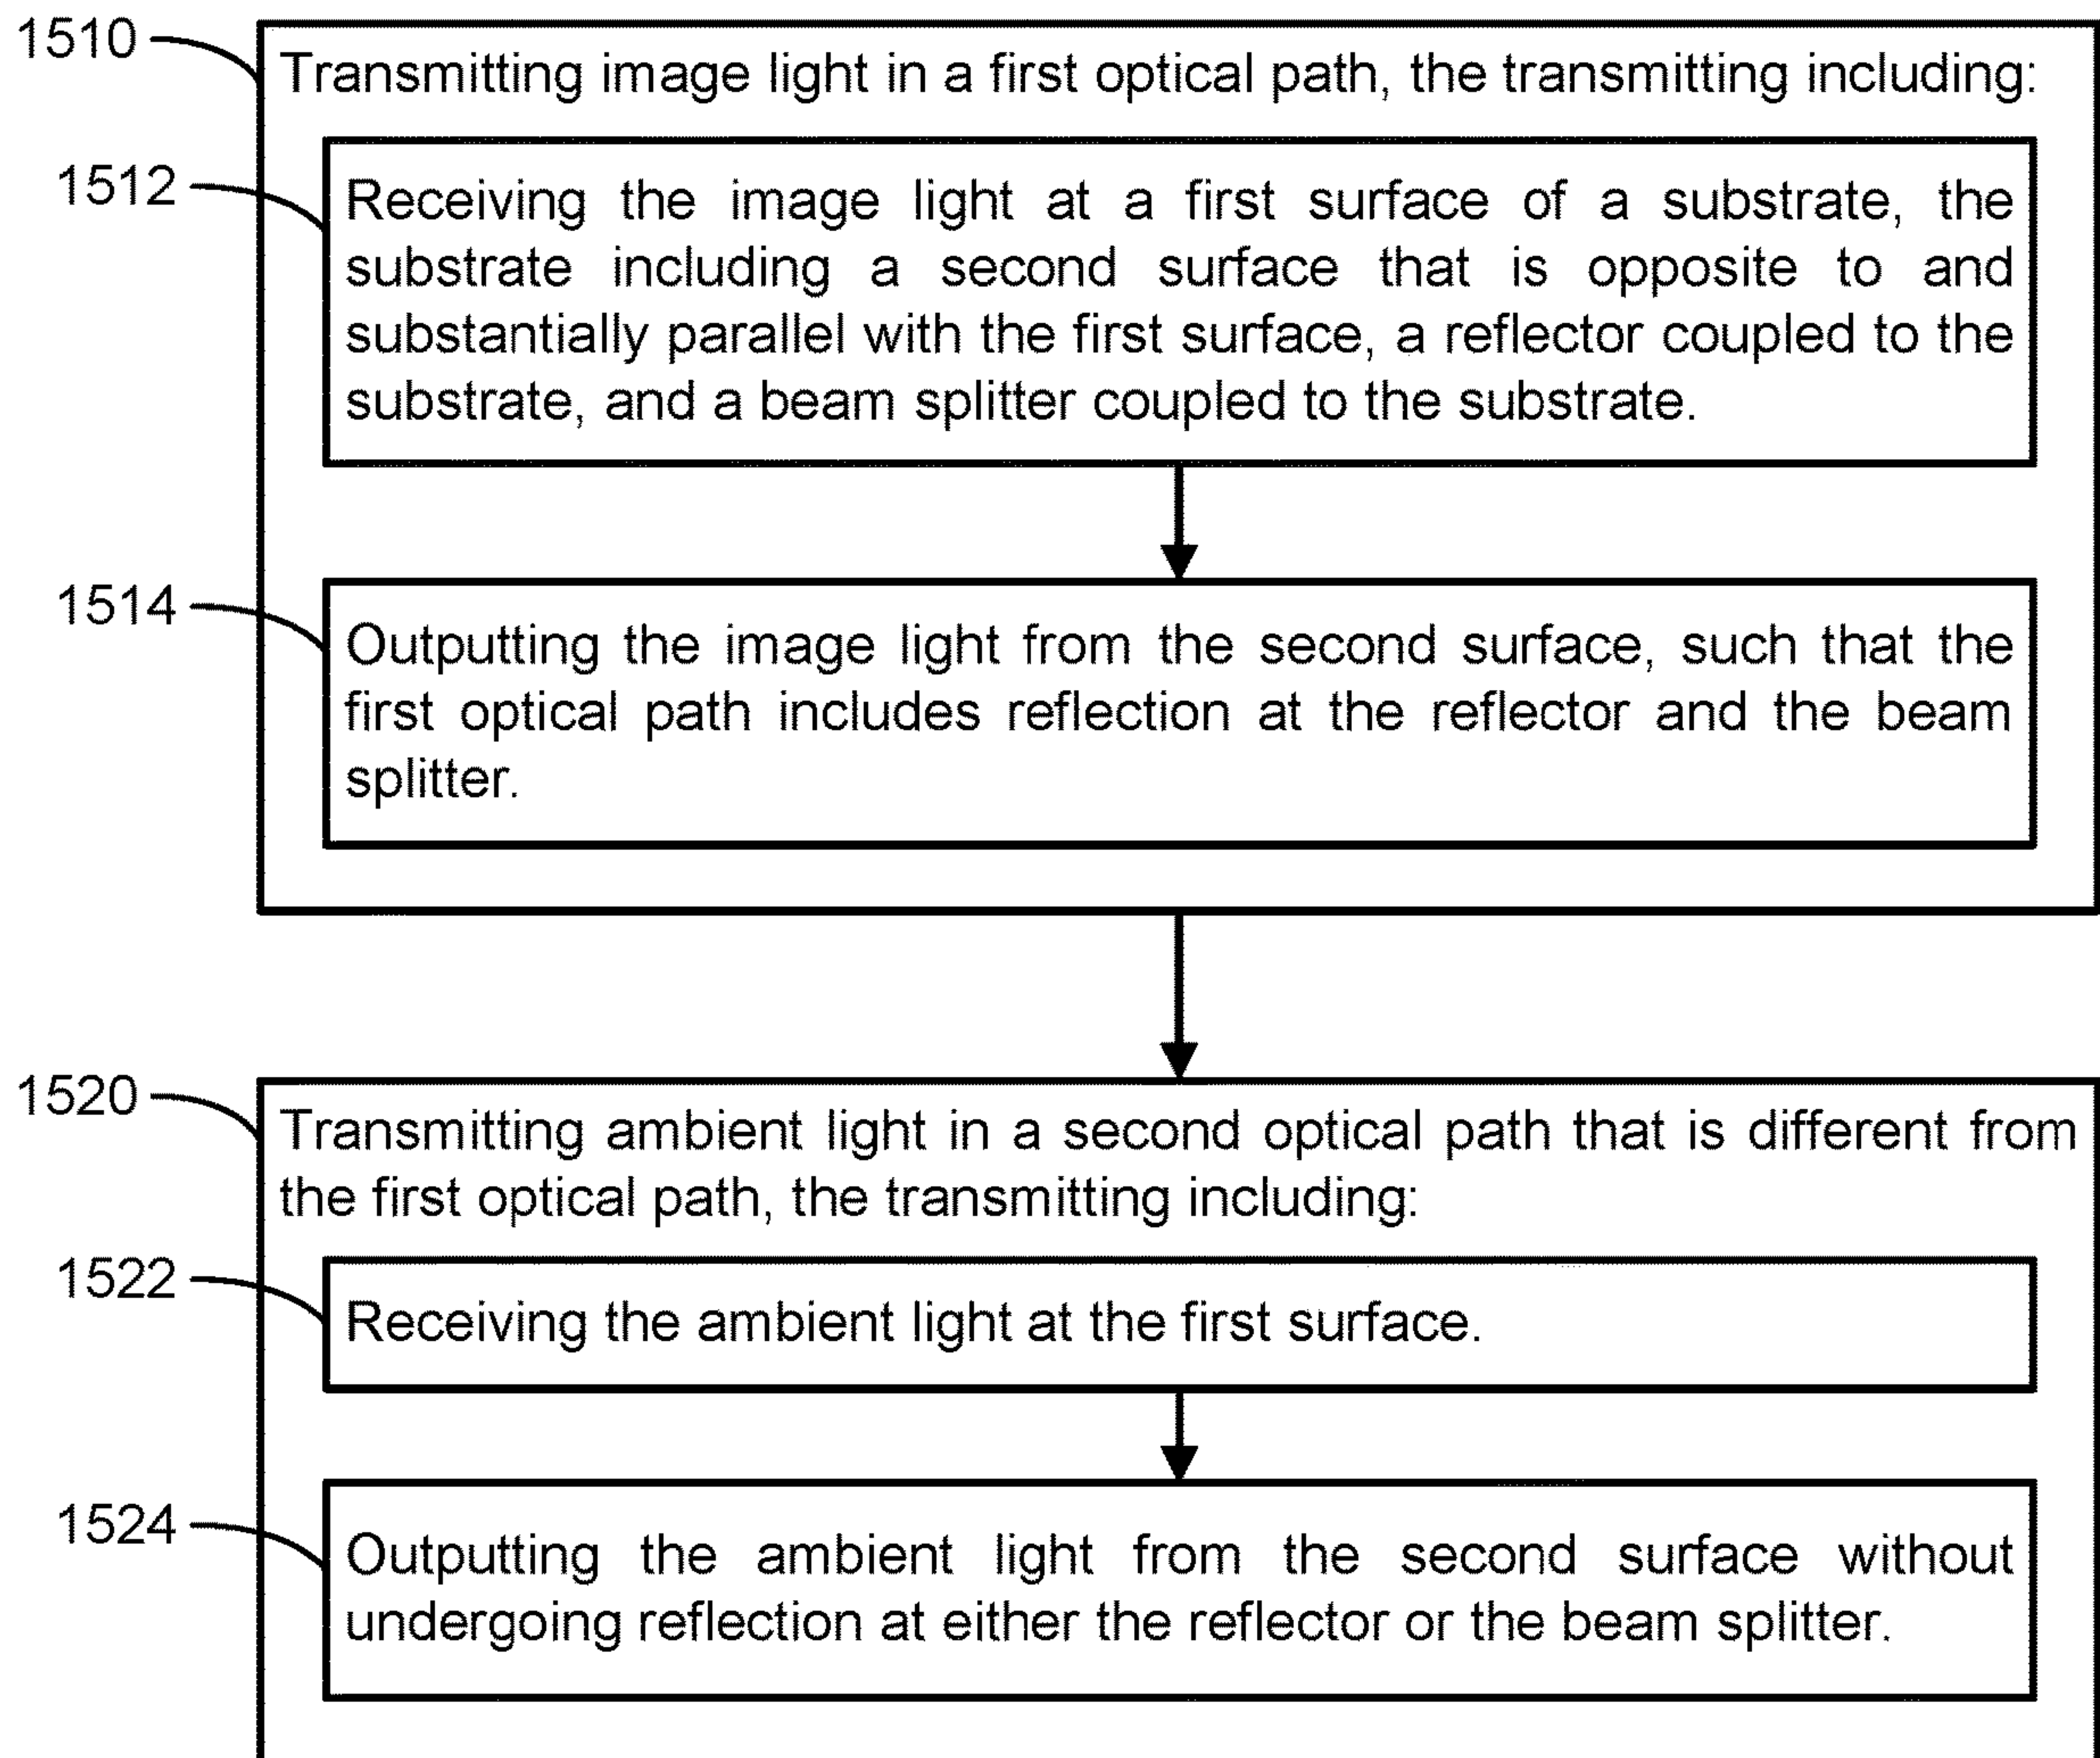 1510
Transmitting image light in a first optical path, the transmitting including:
1512
Receiving the image light at a first surface of a substrate, the
substrate including a second surface that is opposite to and
substantially parallel with the first surface, a reflector coupled to the
substrate, and a beam splitter coupled to the substrate.
1514
Outputting the image light from the second surface, such that the
first optical path includes reflection at the reflector and the beam
splitter.
1520
Transmitting ambient light in a second optical path that is different from
the first optical path, the transmitting including:
1522
Receiving the ambient light at the first surface.
1524
Outputting the ambient light from the second surface without
undergoing reflection at either the reflector or the beam splitter.